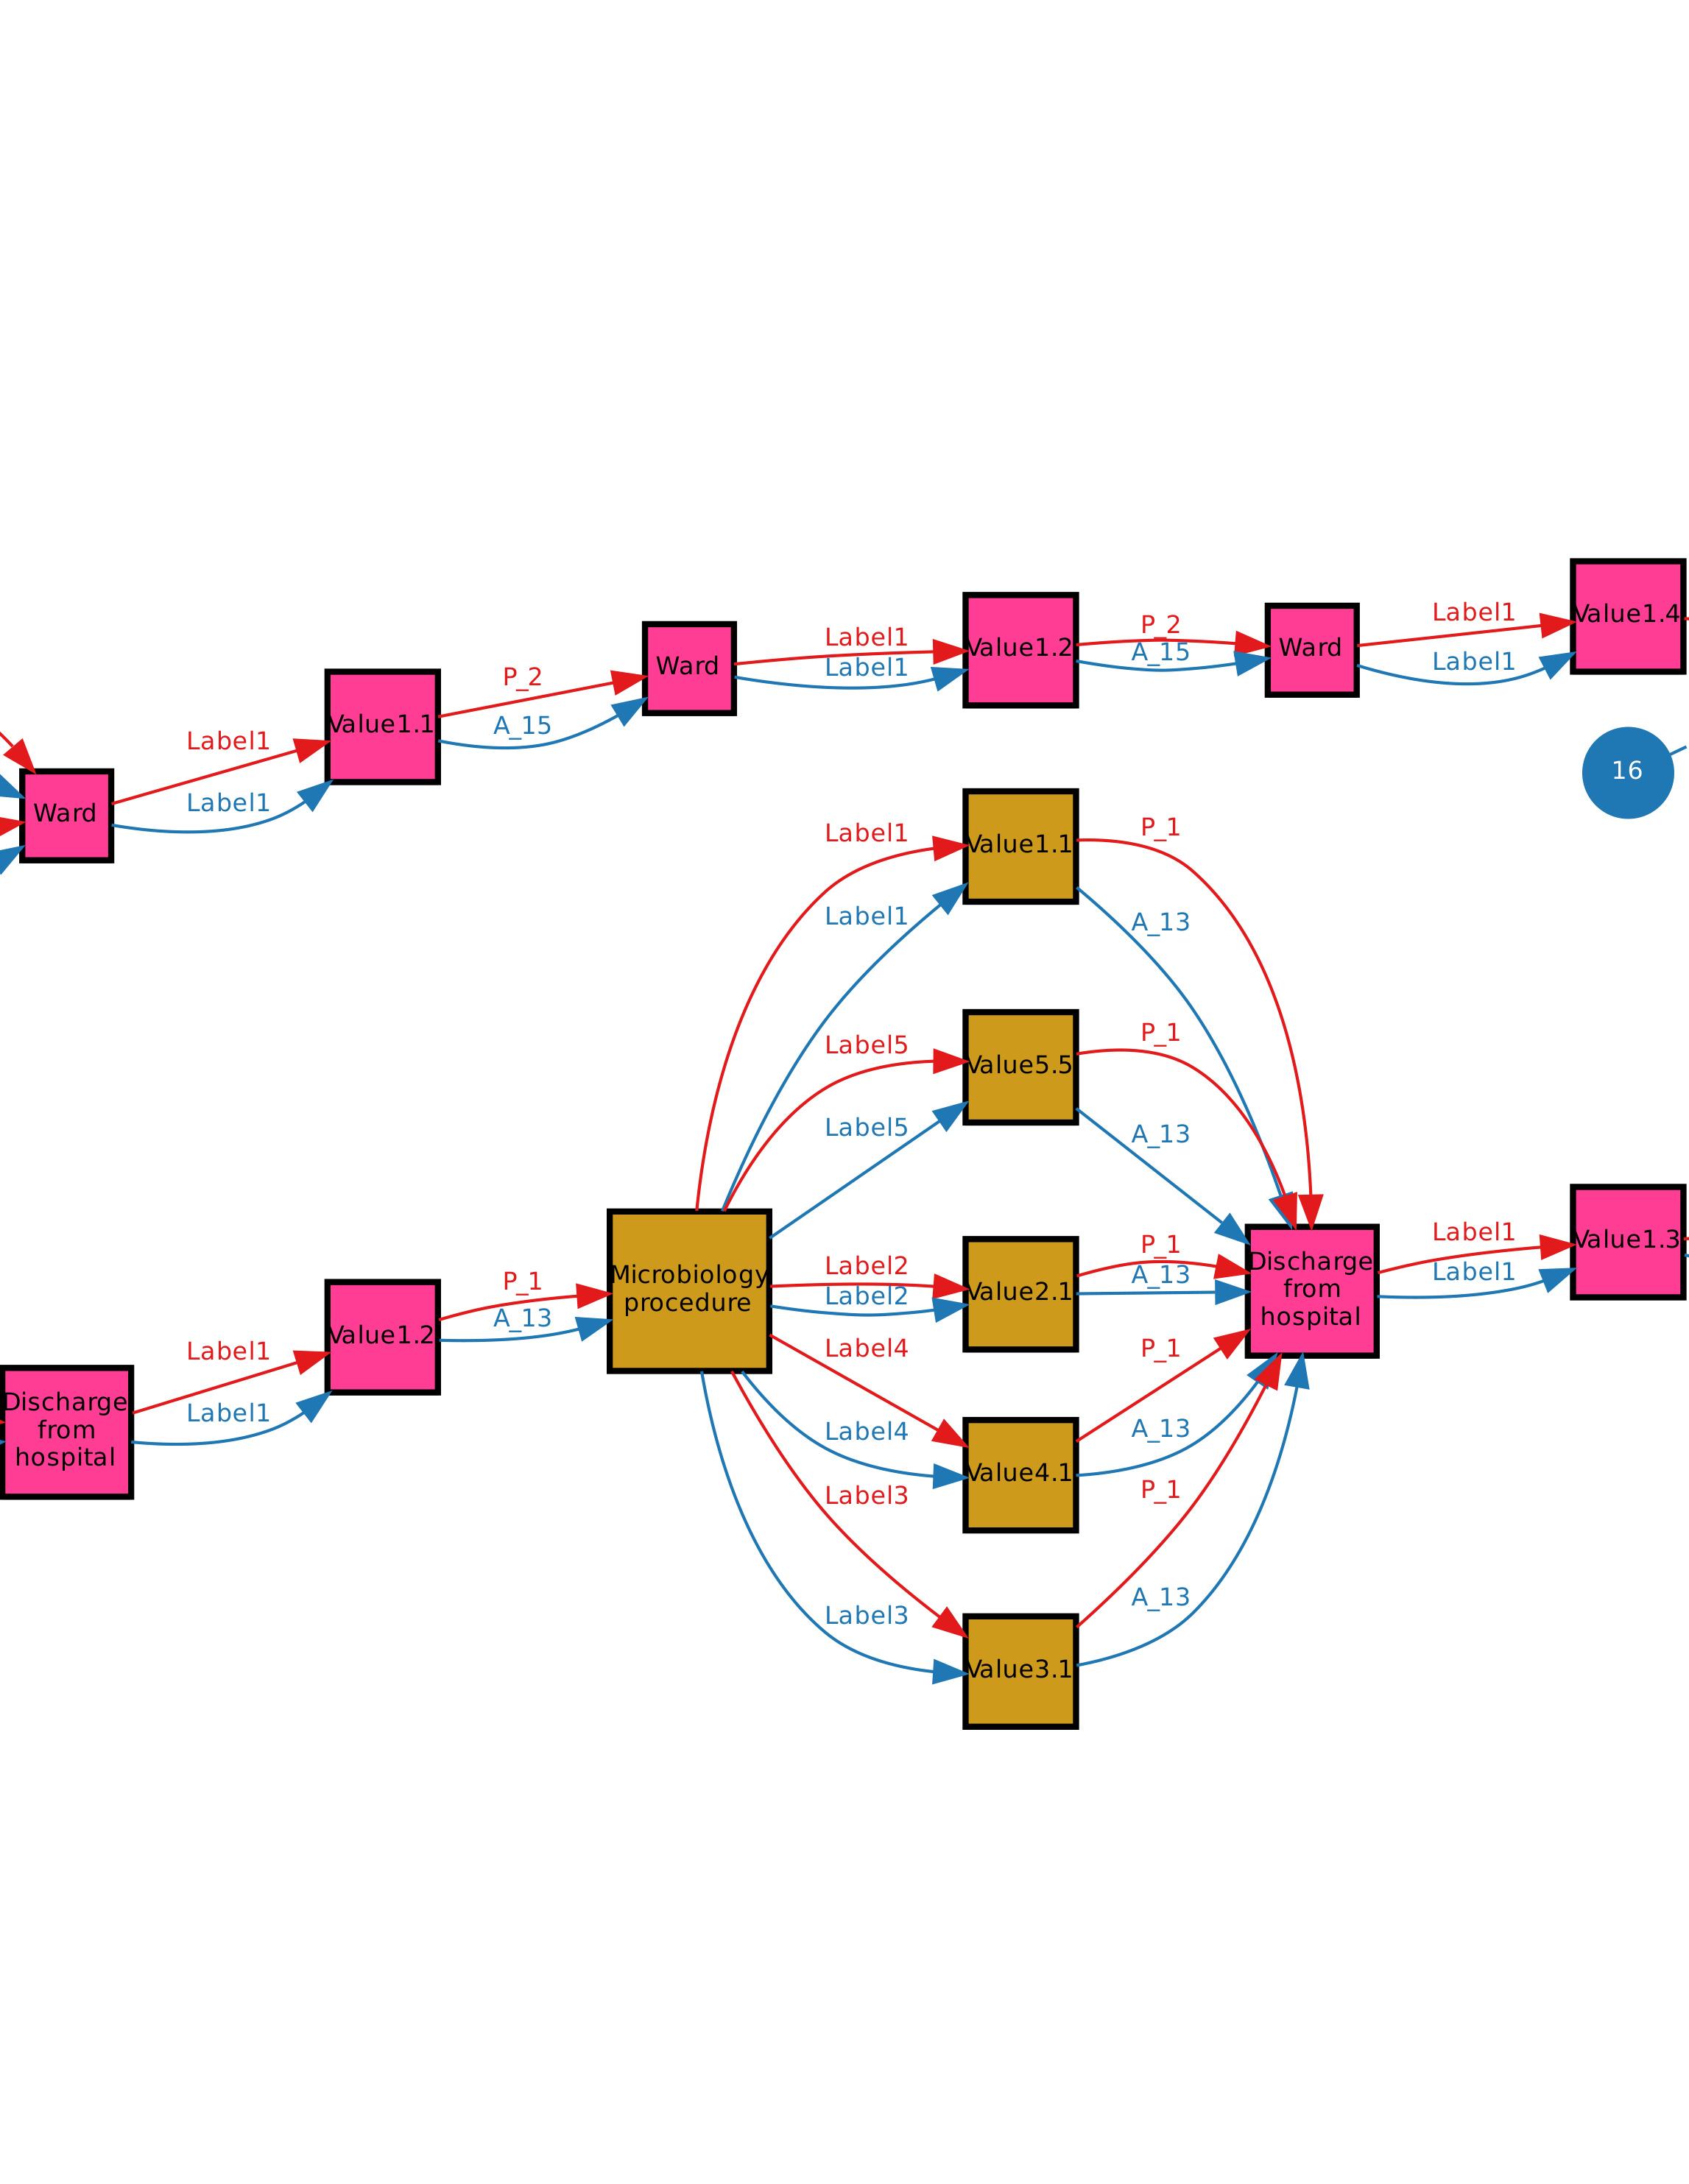 Label1
Value1.4
P_2
Label1
Value1.2
Ward
Label1
A_15
Label1
P_2
Ward
Value1.1
A_15
Label1
16
Ward
Label1
Label1
Value1.1
P_1
Label1
A_13
Label5
Value5.5
P_1
Label5
A_13
Label1
Value1.3
Label1
P_1
Discharge
from
hospital
Label2
A_13
Microbiology
procedure
Label2
Value2.1
P_1
A_13
Value1.2
Label1
Label4
P_1
Discharge
from
hospital
Label1
Label4
A_13
Value4.1
Label3
P_1
Label3
A_13
Value3.1